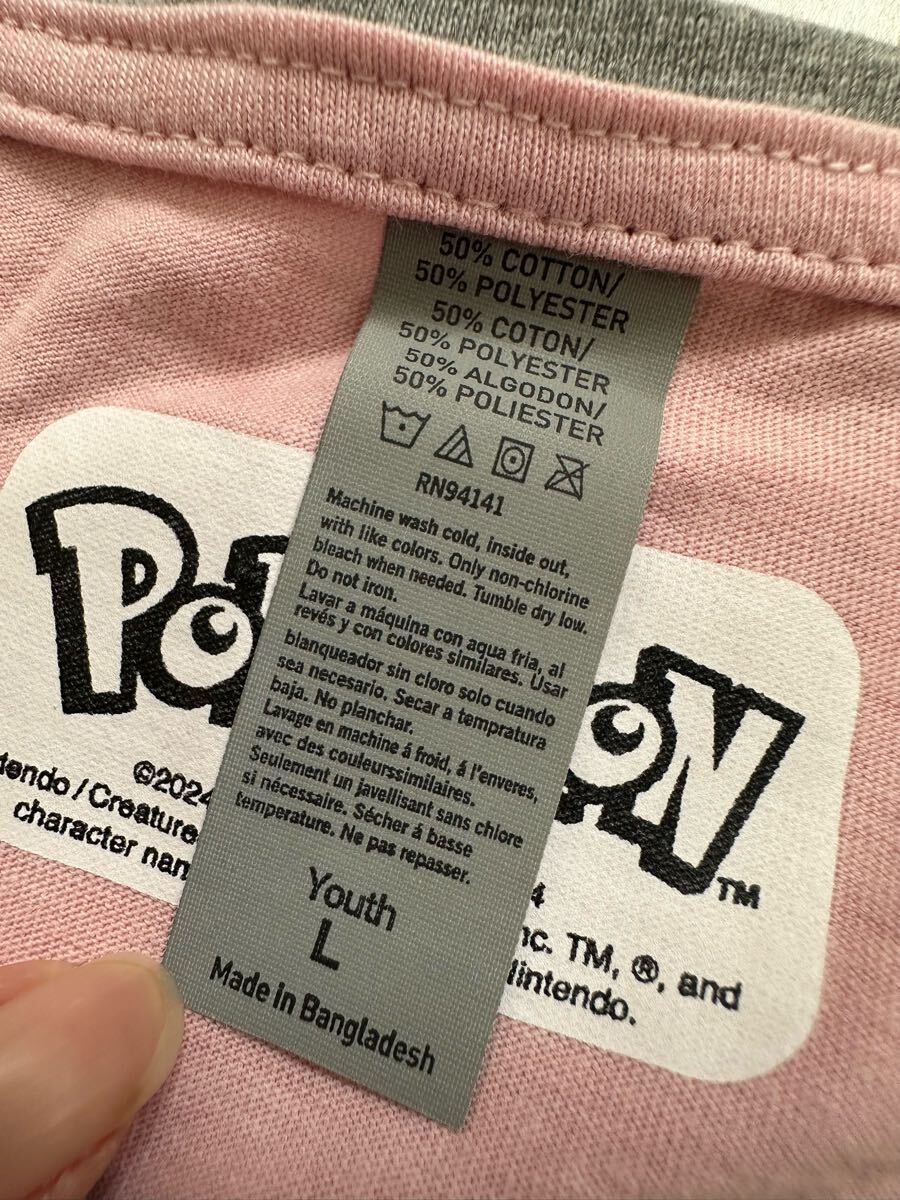 50% COTTON/
50% POLYESTER
50% COTON/
50% POLYESTER
50% ALGODON/
50% POLIESTER
RN94141
Machine wash cold, inside out,
with like colors. Only non-chlorine
bleach when needed. Tumble dry low.
Do not iron.
Lavar a máquina con aqua fria, al
revés y con colores similares. Usar
blanqueador sin cloro solo cuando
sea necesario. Secar a temperatura
baja. No planchar.
Lavage en machine á froid, á l'enveres,
avec des couleurssimilaires.
Seulement un javellisant sans chlore
si nécessaire. Sécher á basse
temperature. Ne pas repasser.
Youth
L
Made in Bangladesh
Po ON TM
©2024
/ Creature nc. TM, ®, and
character Nintendo.